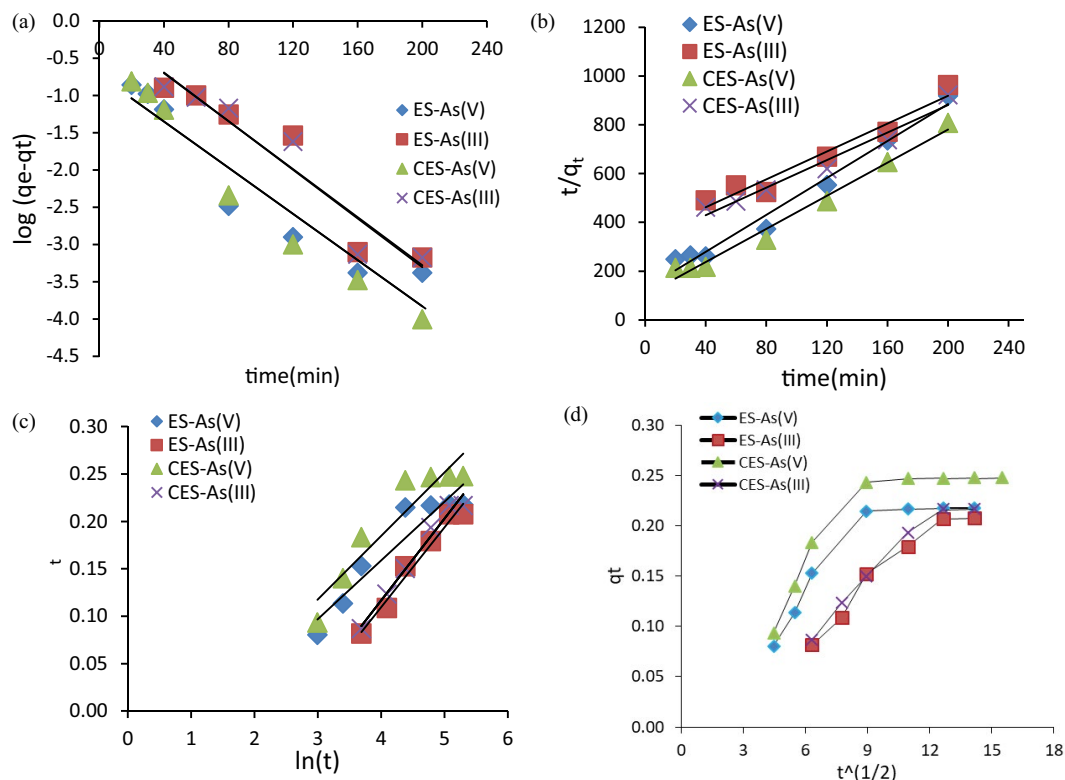 (a)
0.0
-0.5
-1.0
-1.5
-2.0
-2.5
-3.0
-3.5
-4.0
-4.5
0 40 80 120 160 200 240
log (qe-qt)
time(min)
ES-As(V)
ES-As(III)
CES-As(V)
CES-As(III)
(b)
1200
1000
800
600
400
200
0
0 40 80 120 160 200 240
t/qt
time(min)
ES-As(V)
ES-As(III)
CES-As(V)
CES-As(III)
(c)
0.30
0.25
0.20
0.15
0.10
0.05
0.00
0 1 2 3 4 5 6
t
ln(t)
ES-As(V)
ES-As(III)
CES-As(V)
CES-As(III)
(d)
0.30
0.25
0.20
0.15
0.10
0.05
0.00
0 3 6 9 12 15 18
qt
t^(1/2)
ES-As(V)
ES-As(III)
CES-As(V)
CES-As(III)